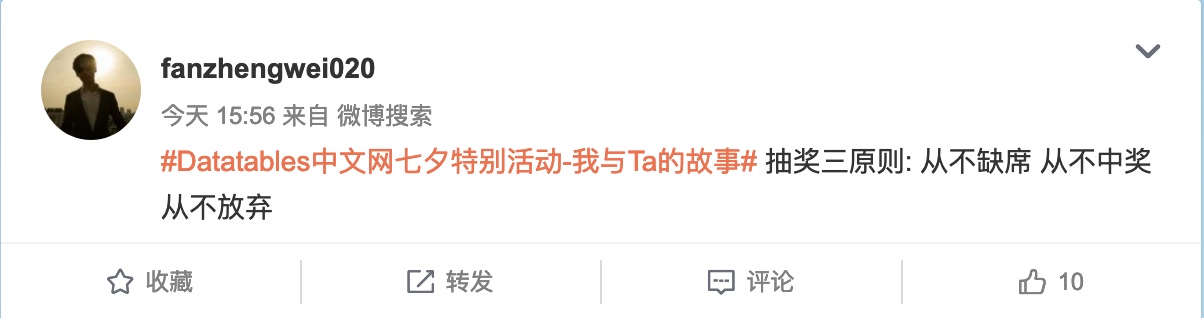 fanzhengwei020
今天 15:56 来自 微博搜索
#Datatables中文网七夕特别活动-我与Ta的故事# 抽奖三原则: 从不缺席 从不中奖
从不放弃
收藏 转发 评论 10